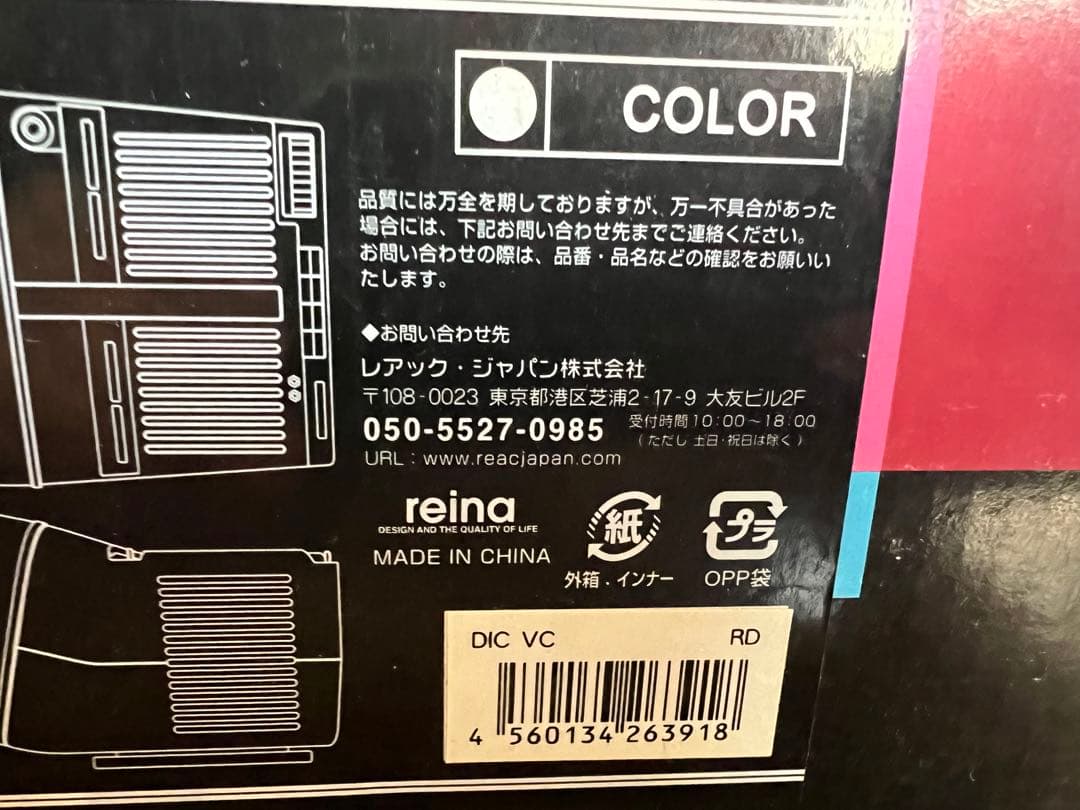 COLOR
品質には万全を期しておりますが、万一不具合があった
場合には、下記お問い合わせ先までご連絡ください。
お問い合わせの際は、品番・品名などの確認をお願いい
たします。
◆お問い合わせ先
レアック・ジャパン株式会社
〒108-0023 東京都港区芝浦2-17-9 大友ビル2F
050-5527-0985 受付時間10:00～18:00
(ただし 土日・祝日は除く)
URL : www.reacjapan.com
reina
DESIGN AND THE QUALITY OF LIFE
MADE IN CHINA
紙
外箱．インナー
プラ
OPP袋
DIC VC RD
4 560134 263918